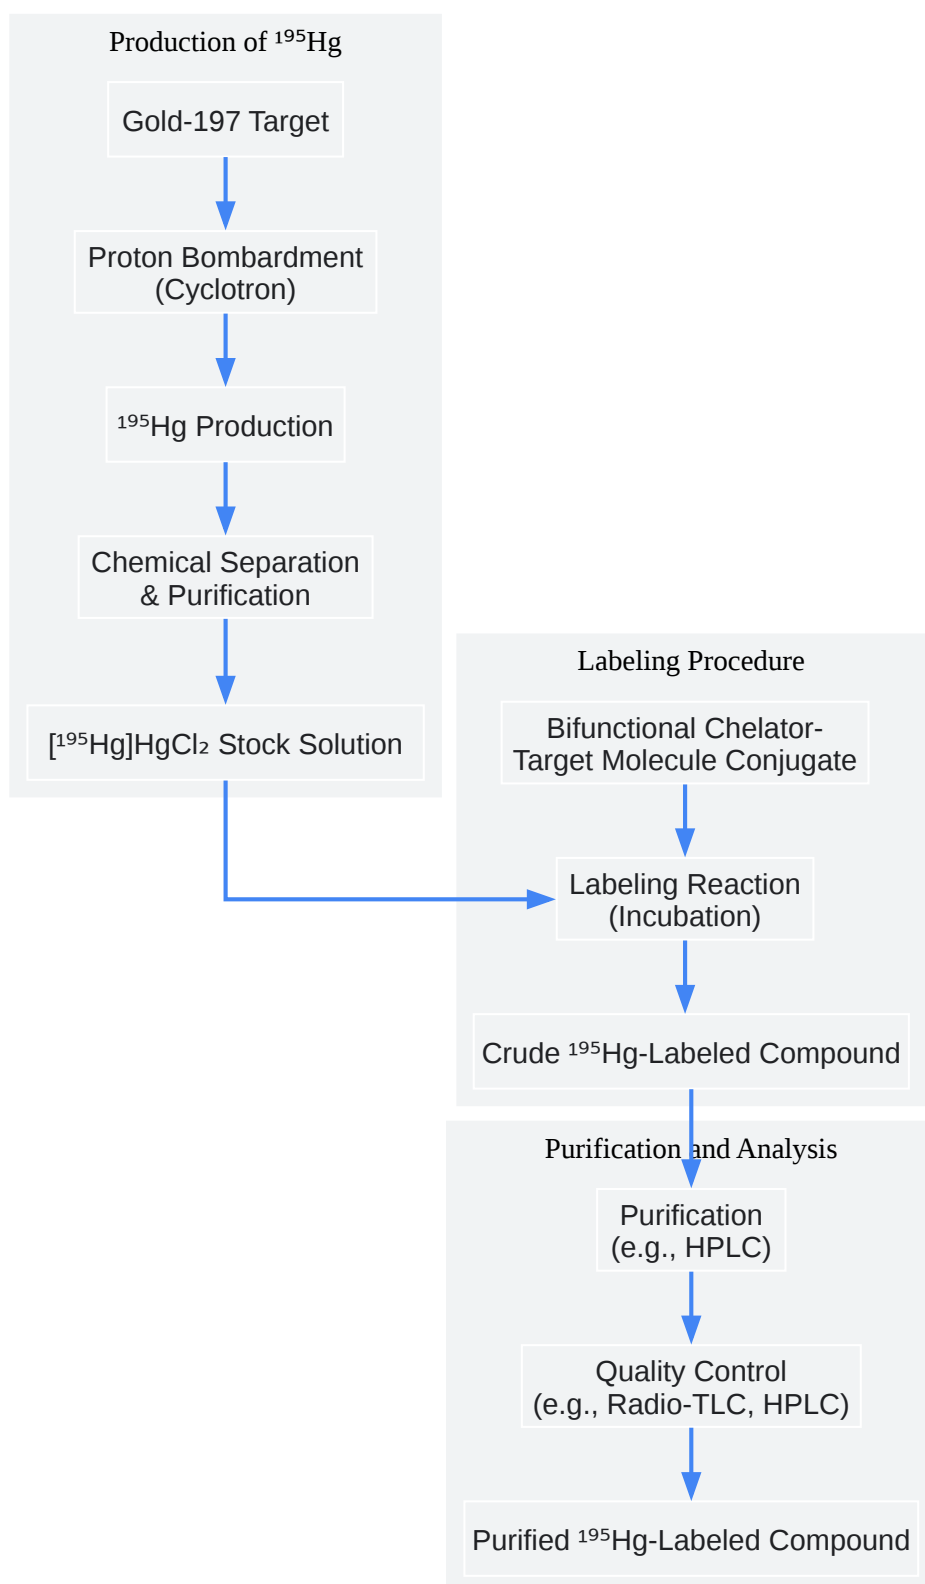 Production of ¹⁹⁵Hg
Gold-197 Target
Proton Bombardment
(Cyclotron)
¹⁹⁵Hg Production
Chemical Separation
& Purification
[¹⁹⁵Hg]HgCl₂ Stock Solution
Labeling Procedure
Bifunctional Chelator-
Target Molecule Conjugate
Labeling Reaction
(Incubation)
Crude ¹⁹⁵Hg-Labeled Compound
Purification and Analysis
Purification
(e.g., HPLC)
Quality Control
(e.g., Radio-TLC, HPLC)
Purified ¹⁹⁵Hg-Labeled Compound